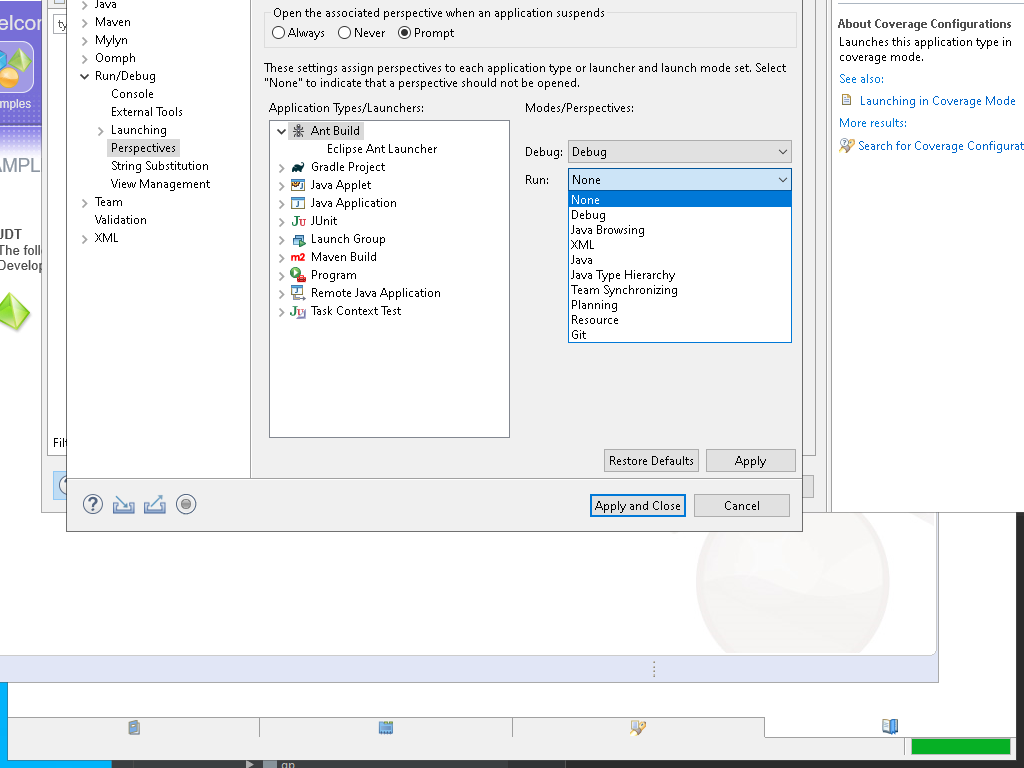 Java
Maven
Mylyn
Oomph
Run/Debug
Console
External Tools
Launching
Perspectives
String Substitution
View Management
Team
Validation
XML
Open the associated perspective when an application suspends
Always Never Prompt
These settings assign perspectives to each application type or launcher and launch mode set. Select
"None" to indicate that a perspective should not be opened.
Application Types/Launchers:
Ant Build
Eclipse Ant Launcher
Gradle Project
Java Applet
Java Application
Ju JUnit
Launch Group
m2 Maven Build
Program
Remote Java Application
Ju Task Context Test
Modes/Perspectives:
Debug: Debug
Run: None
None
Debug
Java Browsing
XML
Java
Java Type Hierarchy
Team Synchronizing
Planning
Resource
Git
Restore Defaults Apply
Apply and Close Cancel
About Coverage Configurations
Launches this application type in
coverage mode.
See also:
Launching in Coverage Mode
More results:
Search for Coverage Configurat
elcor
ty
mples
AMPL
JDT
The foll
Develop
Filt